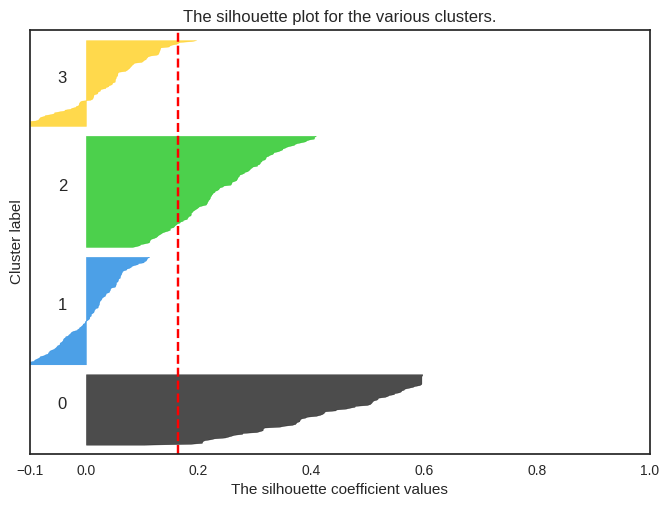 The silhouette plot for the various clusters.
3
2
1
0
Cluster label
−0.1 0.0 0.2 0.4 0.6 0.8 1.0
The silhouette coefficient values